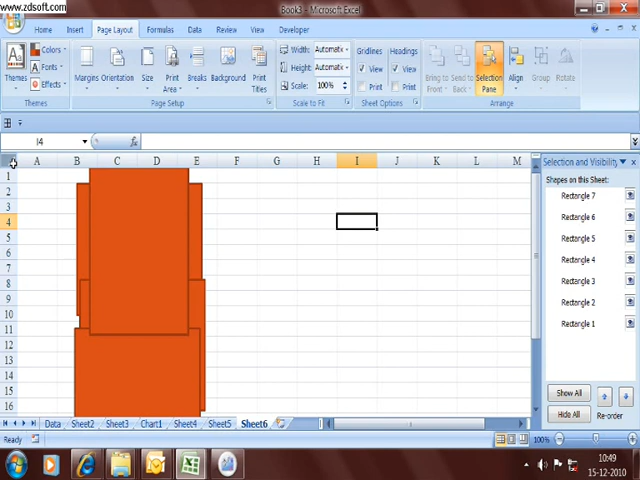 www.zdsoft.com
Book3 - Microsoft Excel
Home Insert Page Layout Formulas Data Review View Developer
Themes
Colors
Fonts
Effects
Themes
Margins Orientation Size Print Area Breaks Background Print Titles
Page Setup
Width: Automatic
Height: Automatic
Scale: 100%
Scale to Fit
Gridlines Headings
View View
Print Print
Sheet Options
Bring to Front Send to Back Selection Pane Align Group Rotate
Arrange
I4 fx
A B C D E F G H I J K L M
1
2
3
4
5
6
7
8
9
10
11
12
13
14
15
16
Selection and Visibility
Shapes on this Sheet:
Rectangle 7
Rectangle 6
Rectangle 5
Rectangle 4
Rectangle 3
Rectangle 2
Rectangle 1
Show All
Hide All
Re-order
Data Sheet2 Sheet3 Chart1 Sheet4 Sheet5 Sheet6
Ready
100%
10:49
15-12-2010